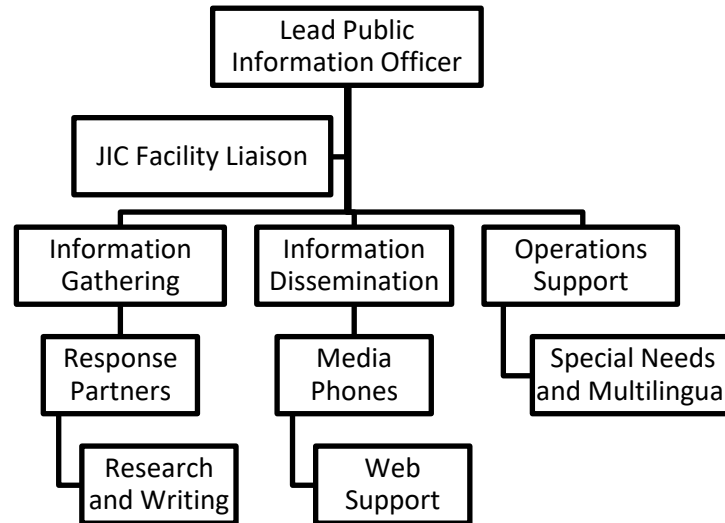 Lead Public
Information Officer
JIC Facility Liaison
Information
Gathering
Information
Dissemination
Operations
Support
Response
Partners
Media
Phones
Special Needs
and Multilingua
Research
and Writing
Web
Support